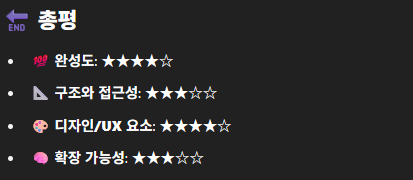 🔚 총평
• 💯 완성도: ★★★★☆
• 📐 구조와 접근성: ★★★☆☆
• 🎨 디자인/UX 요소: ★★★★☆
• 🧠 확장 가능성: ★★★☆☆